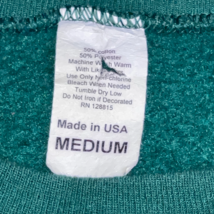 50% Cotton
50% Polyester
Machine Wash Warm
With Like
Use Only Non-Chlorine
Bleach When Needed
Tumble Dry Low
Do Not Iron if Decorated
RN 128815
Made in USA
MEDIUM